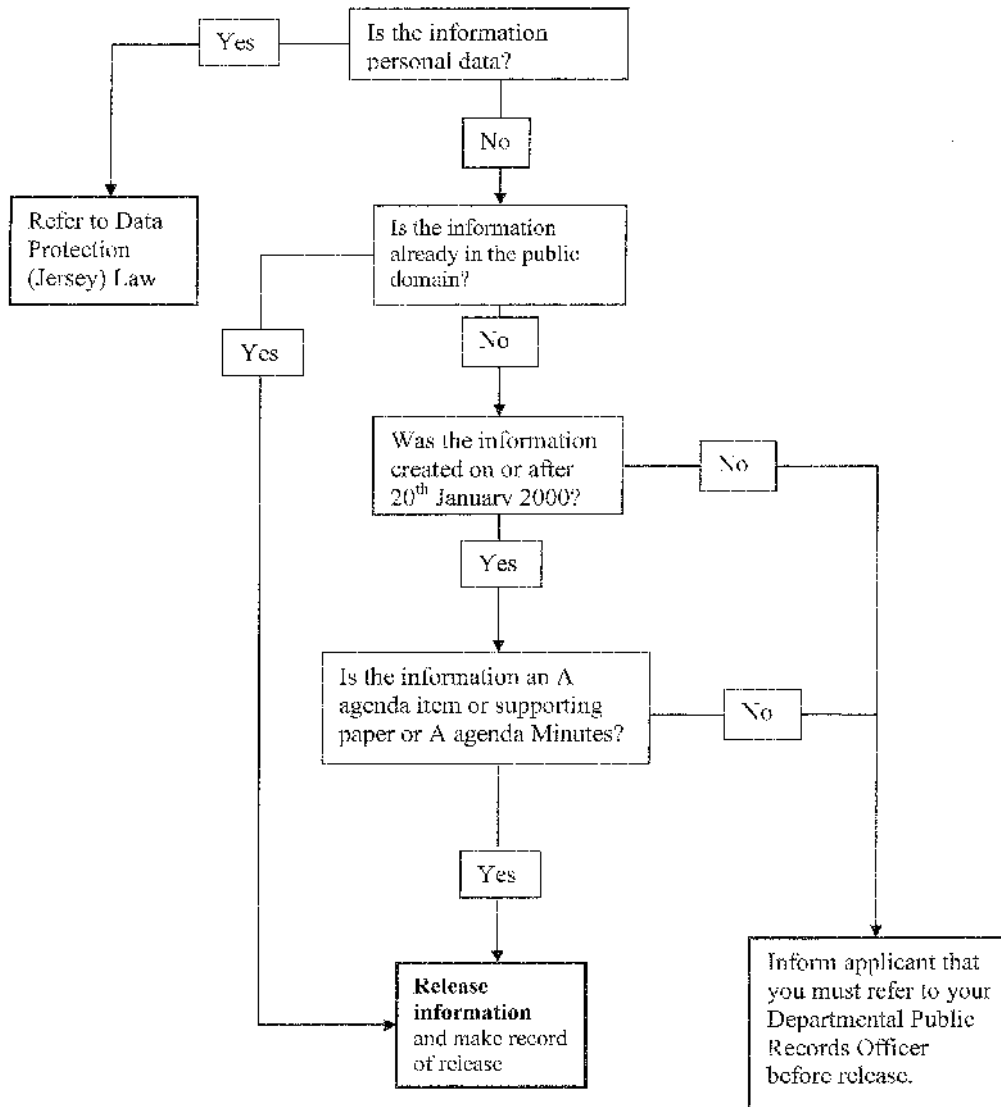 Yes
Is the information
personal data?
No
Refer to Data
Protection
(Jersey) Law
Is the information
already in the public
domain?
Yes
No
Was the information
created on or after
20th January 2000?
No
Yes
Is the information an A
agenda item or supporting
paper or A agenda Minutes?
No
Yes
Release
information
and make record
of release
Inform applicant that
you must refer to your
Departmental Public
Records Officer
before release.